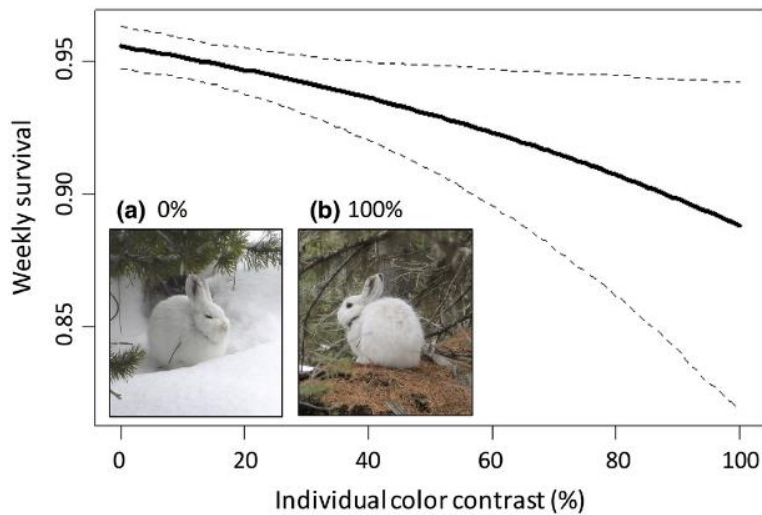 Weekly survival
0.95
0.90
0.85
(a) 0%
(b) 100%
0 20 40 60 80 100
Individual color contrast (%)